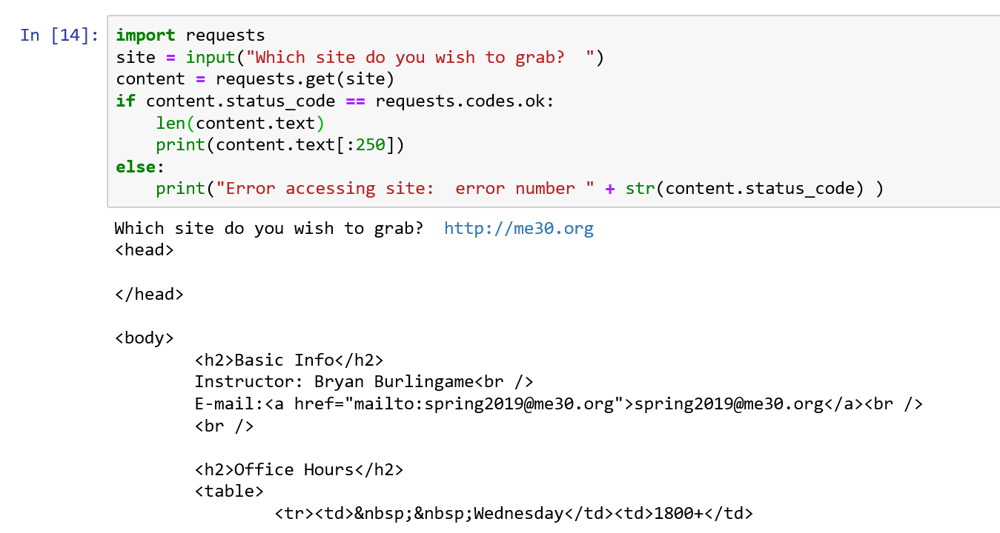 In [14]: import requests
site = input("Which site do you wish to grab?  ")
content = requests.get(site)
if content.status_code == requests.codes.ok:
    len(content.text)
    print(content.text[:250])
else:
    print("Error accessing site:  error number " + str(content.status_code) )
Which site do you wish to grab?  http://me30.org
<head>

</head>

<body>
        <h2>Basic Info</h2>
        Instructor: Bryan Burlingame<br />
        E-mail:<a href="mailto:spring2019@me30.org">spring2019@me30.org</a><br />
        <br />

        <h2>Office Hours</h2>
        <table>
                <tr><td>&nbsp;&nbsp;Wednesday</td><td>1800+</td>